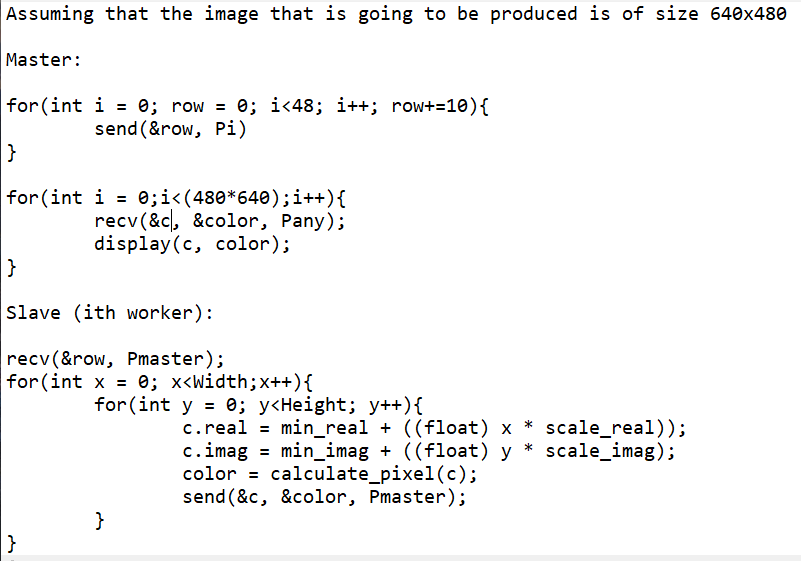 Assuming that the image that is going to be produced is of size 640x480
Master:
for(int i = 0; row = 0; i<48; i++; row+=10){
send(&row, Pi)
}
for(int i = 0;i<(480*640);i++){
recv(&c, &color, Pany);
display(c, color);
}
Slave (ith worker):
recv(&row, Pmaster);
for(int x = 0; x<Width;x++){
for(int y = 0; y<Height; y++){
c.real = min_real + ((float) x * scale_real));
c.imag = min_imag + ((float) y * scale_imag);
color = calculate_pixel(c);
send(&c, &color, Pmaster);
}
}